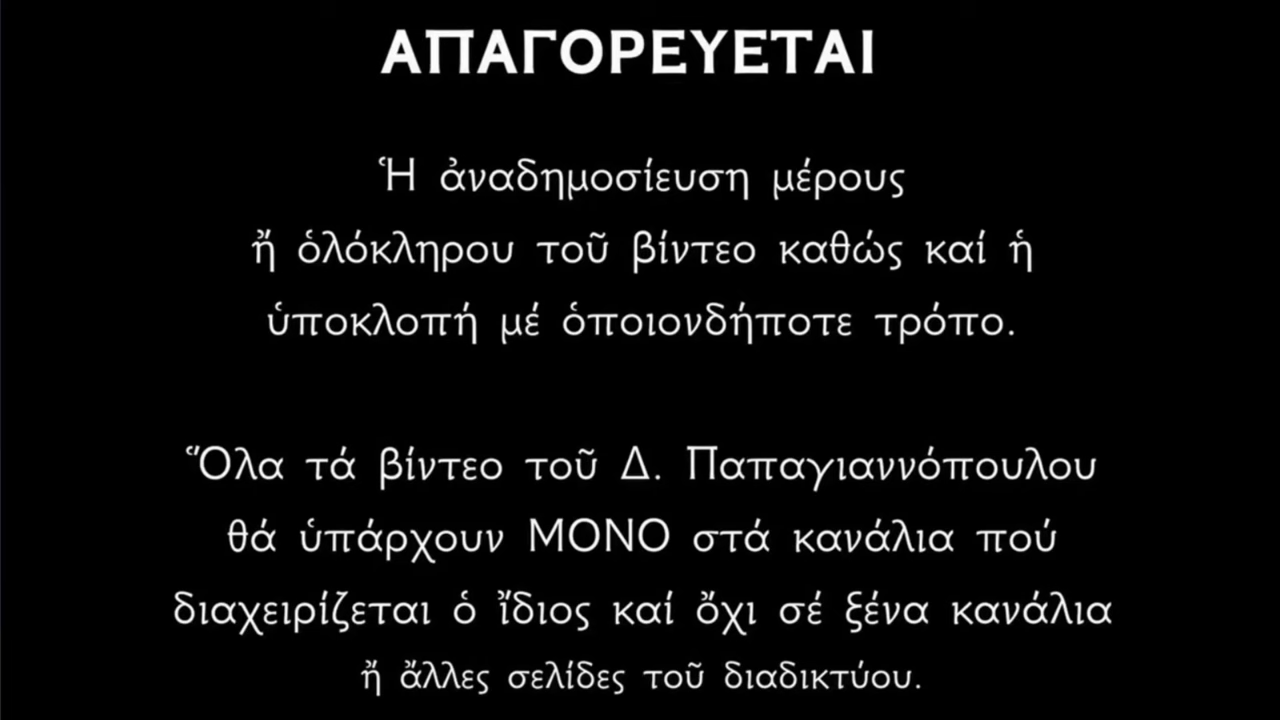 ΑΠΑΓΟΡΕΥΕΤΑΙ
Ἡ ἀναδημοσίευση μέρους
ἤ ὁλόκληρου τοῦ βίντεο καθώς καί ἡ
ὑποκλοπή μέ ὁποιονδήποτε τρόπο.
Ὅλα τά βίντεο τοῦ Δ. Παπαγιαννόπουλου
θά ὑπάρχουν ΜΟΝΟ στά κανάλια πού
διαχειρίζεται ὁ ἴδιος καί ὄχι σέ ξένα κανάλια
ἤ ἄλλες σελίδες τοῦ διαδικτύου.